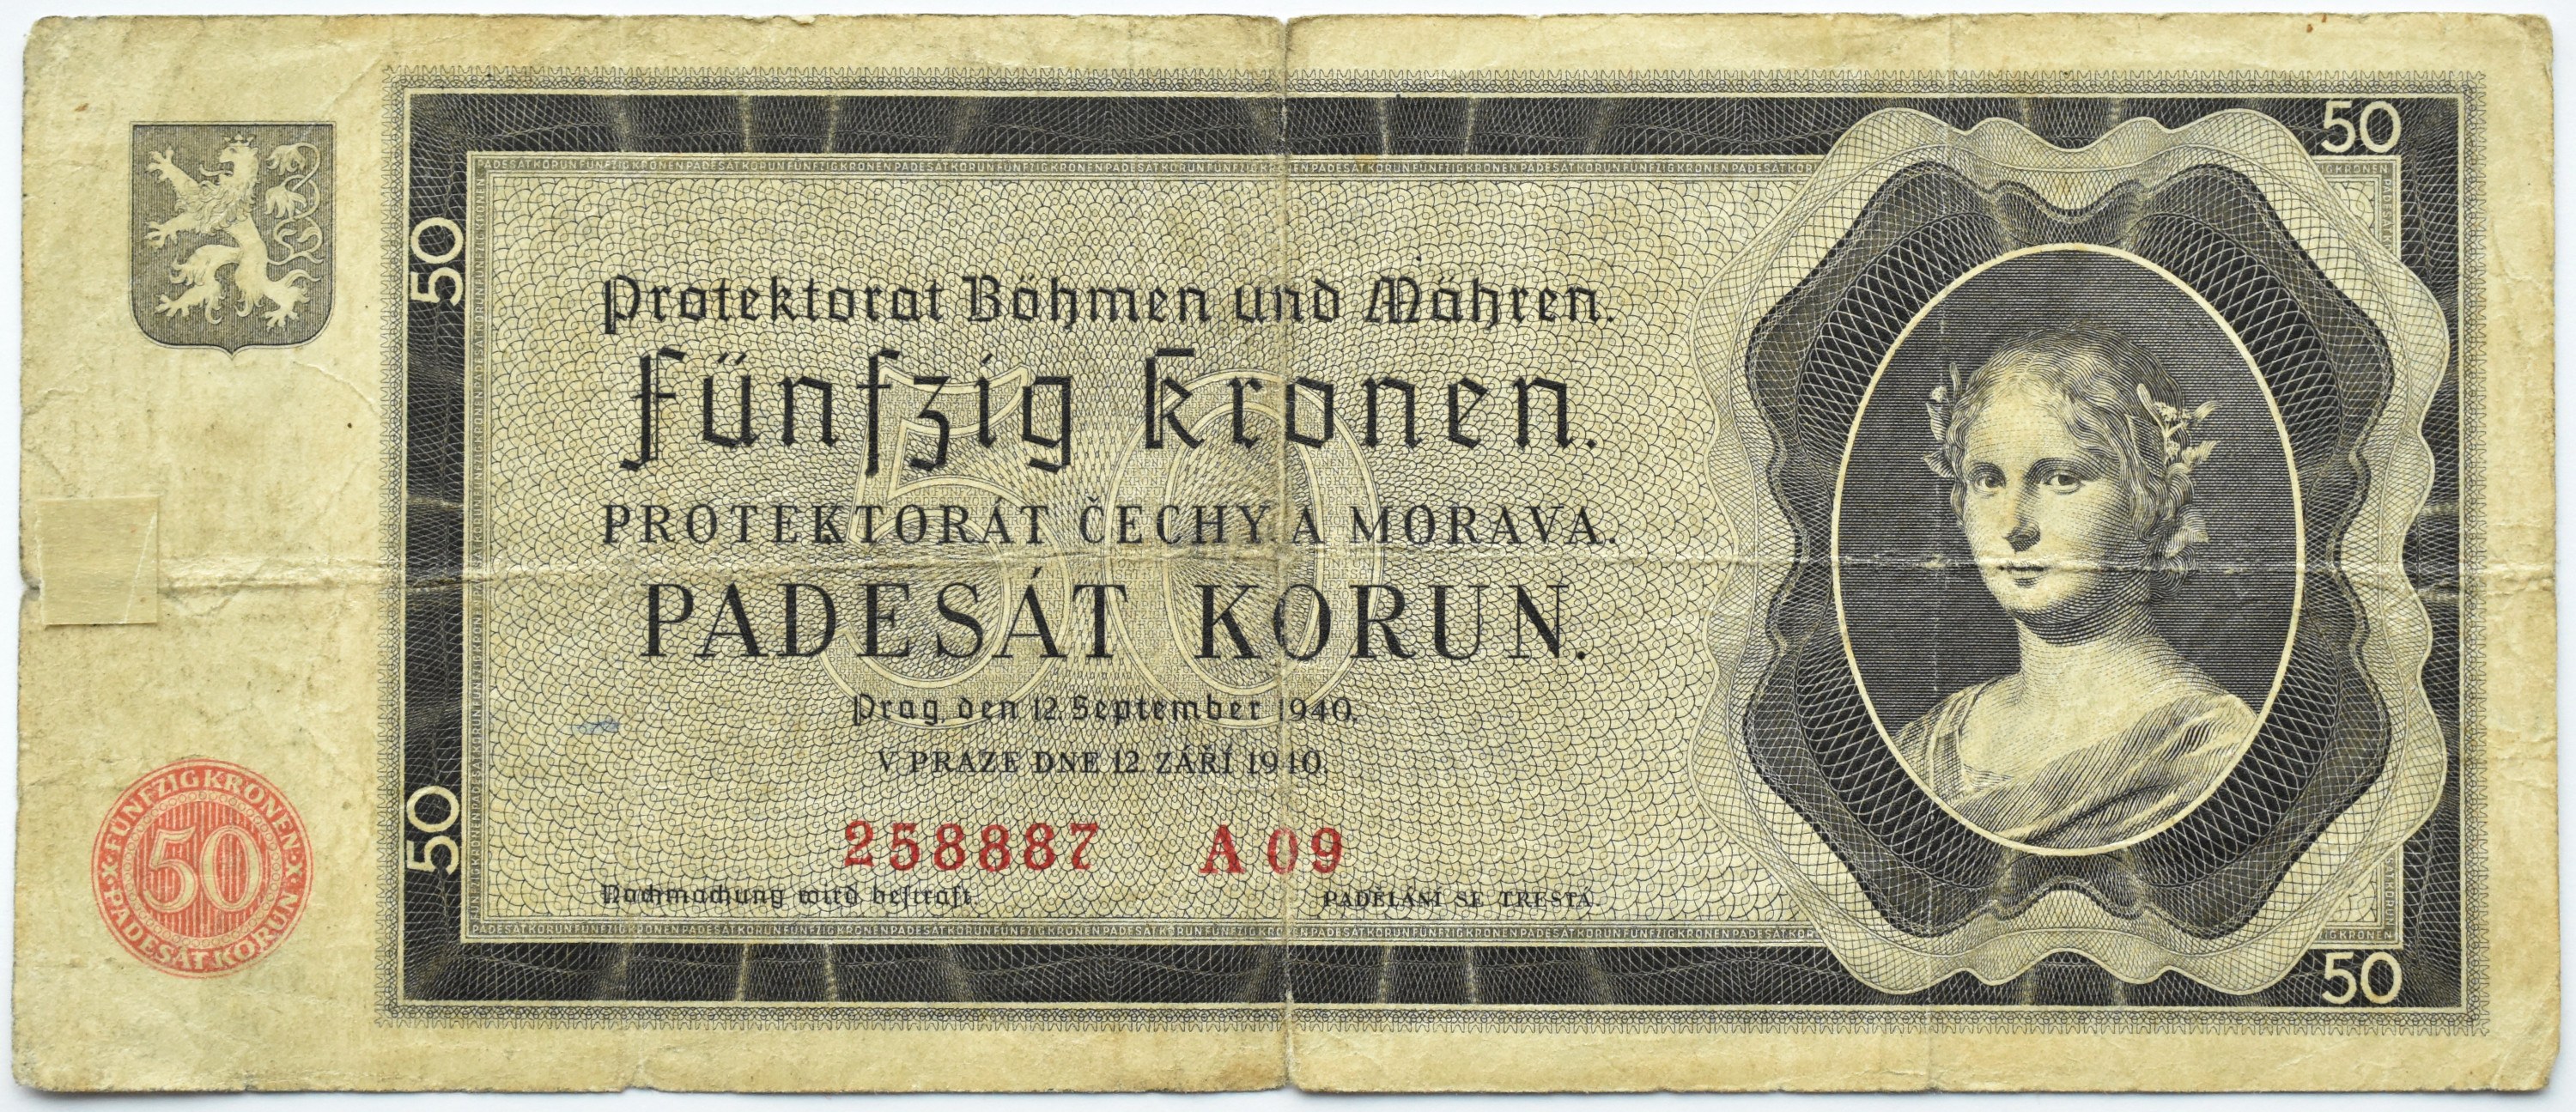 50
50
Protektorat Böhmen und Mähren.
Fünfzig Kronen.
PROTEKTORÁT ČECHY A MORAVA.
PADESÁT KORUN.
Prag, den 12. September 1940.
V PRAZE DNE 12. ZÁŘÍ 1940.
258887 A 09
Nachmachung wird bestraft.
PADĚLÁNÍ SE TRESTÁ.
50
FÜNFZIG KRONEN
50
PADESÁT KORUN
50
50